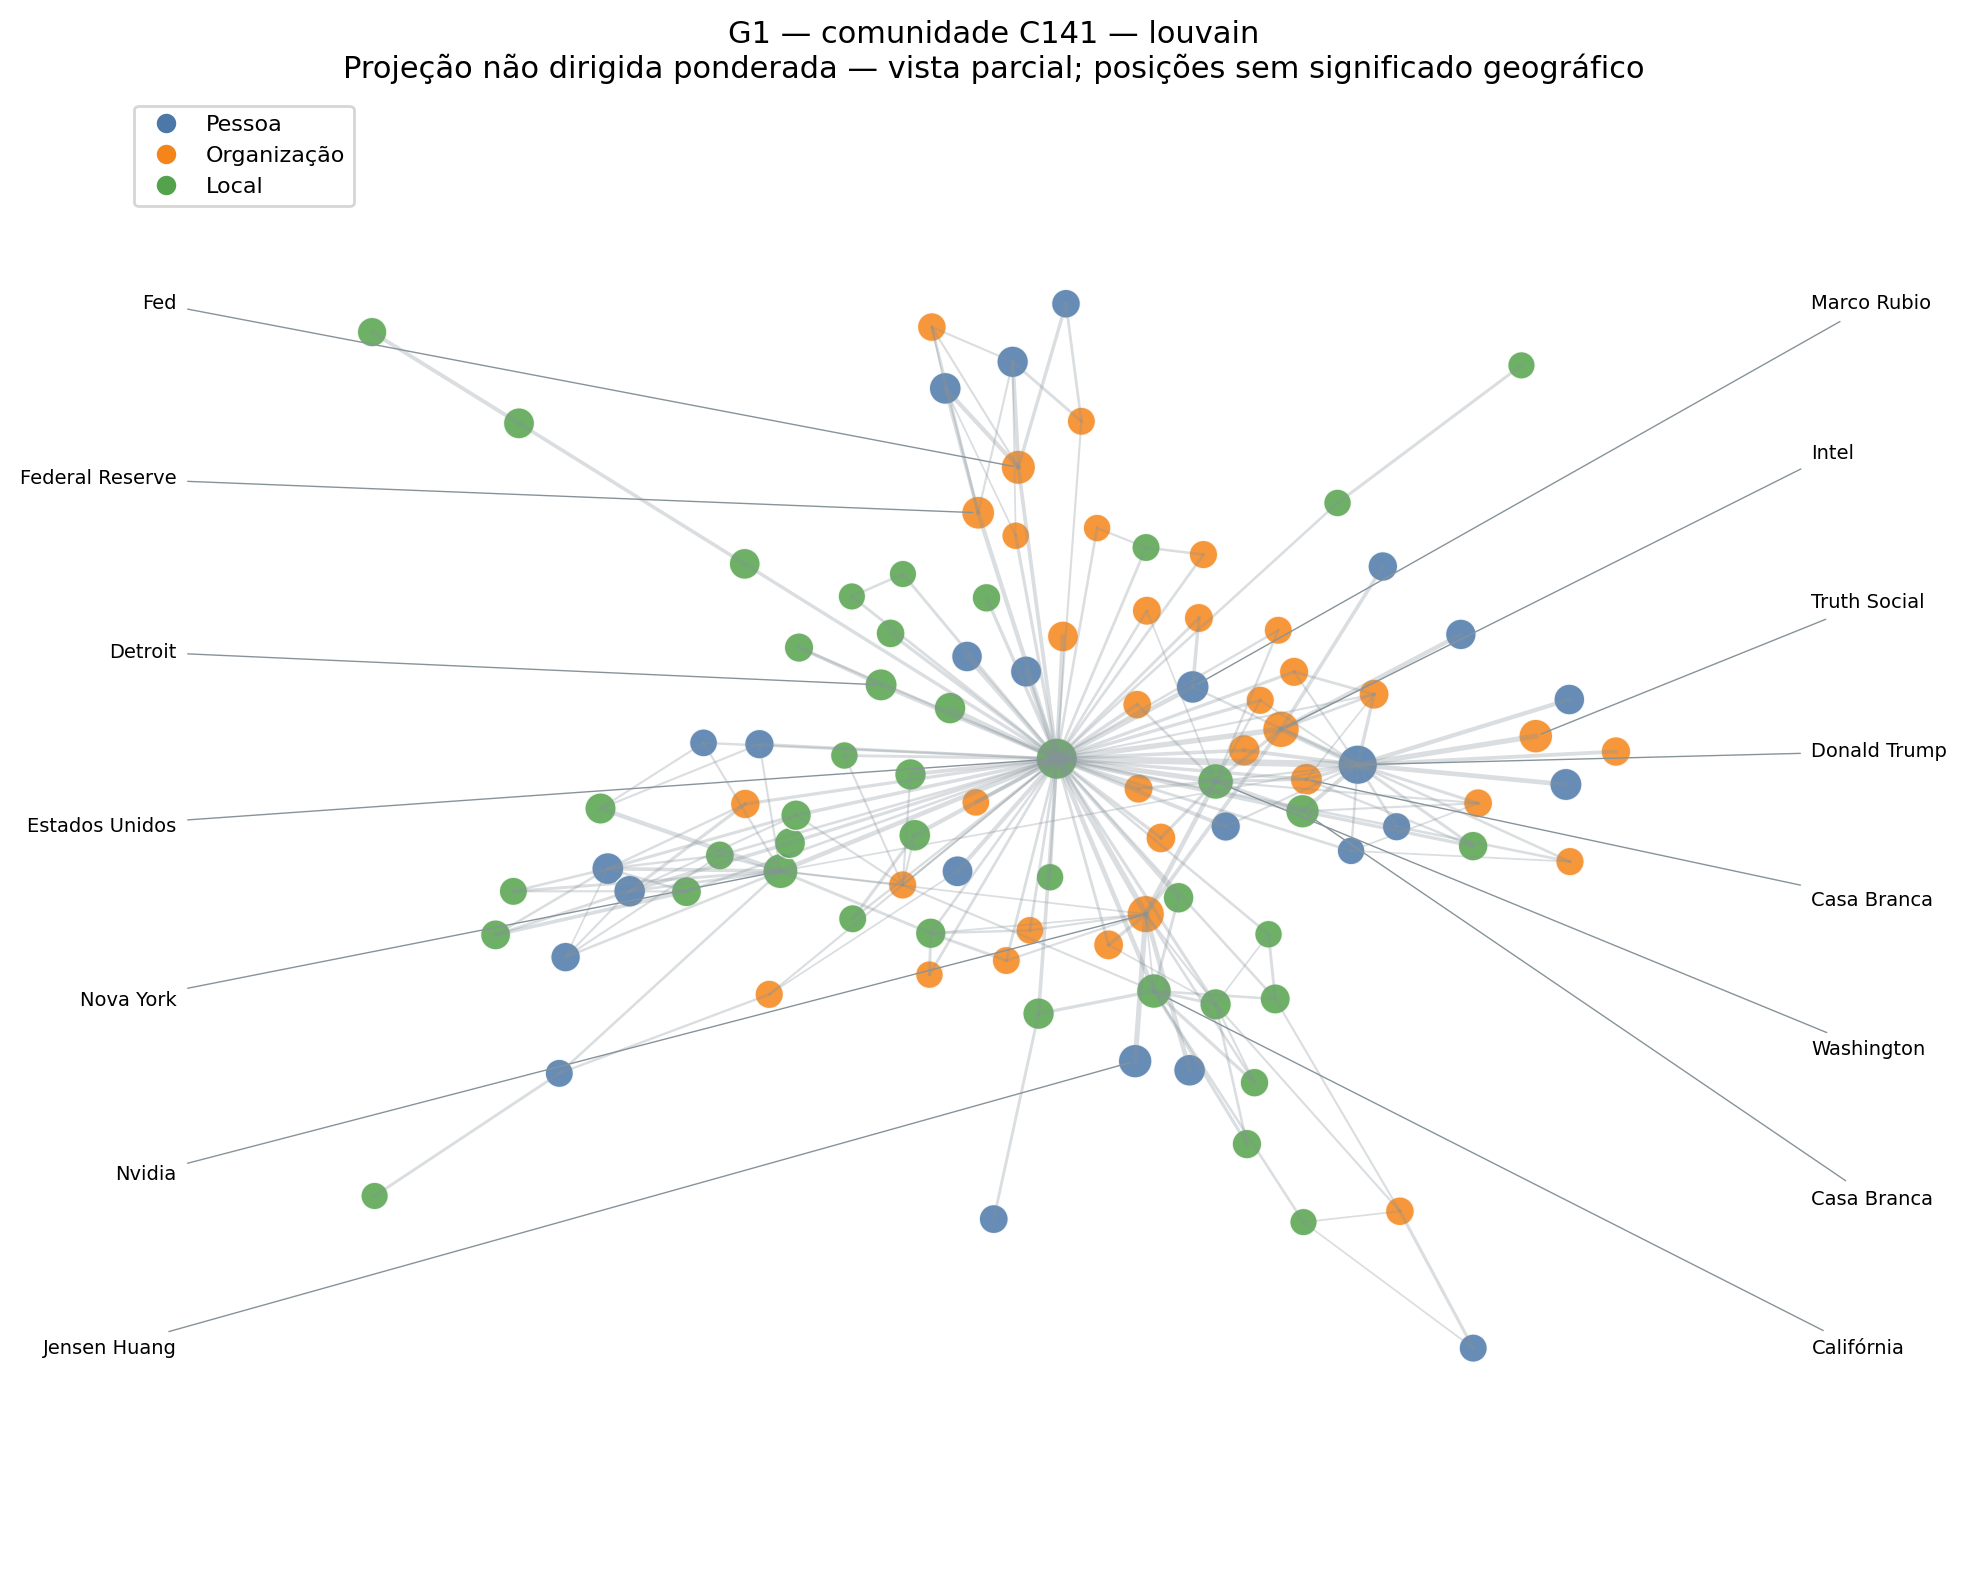 G1 — comunidade C141 — louvain
Projeção não dirigida ponderada — vista parcial; posições sem significado geográfico
Pessoa
Organização
Local
Fed
Federal Reserve
Detroit
Estados Unidos
Nova York
Nvidia
Jensen Huang
Marco Rubio
Intel
Truth Social
Donald Trump
Casa Branca
Washington
Casa Branca
Califórnia